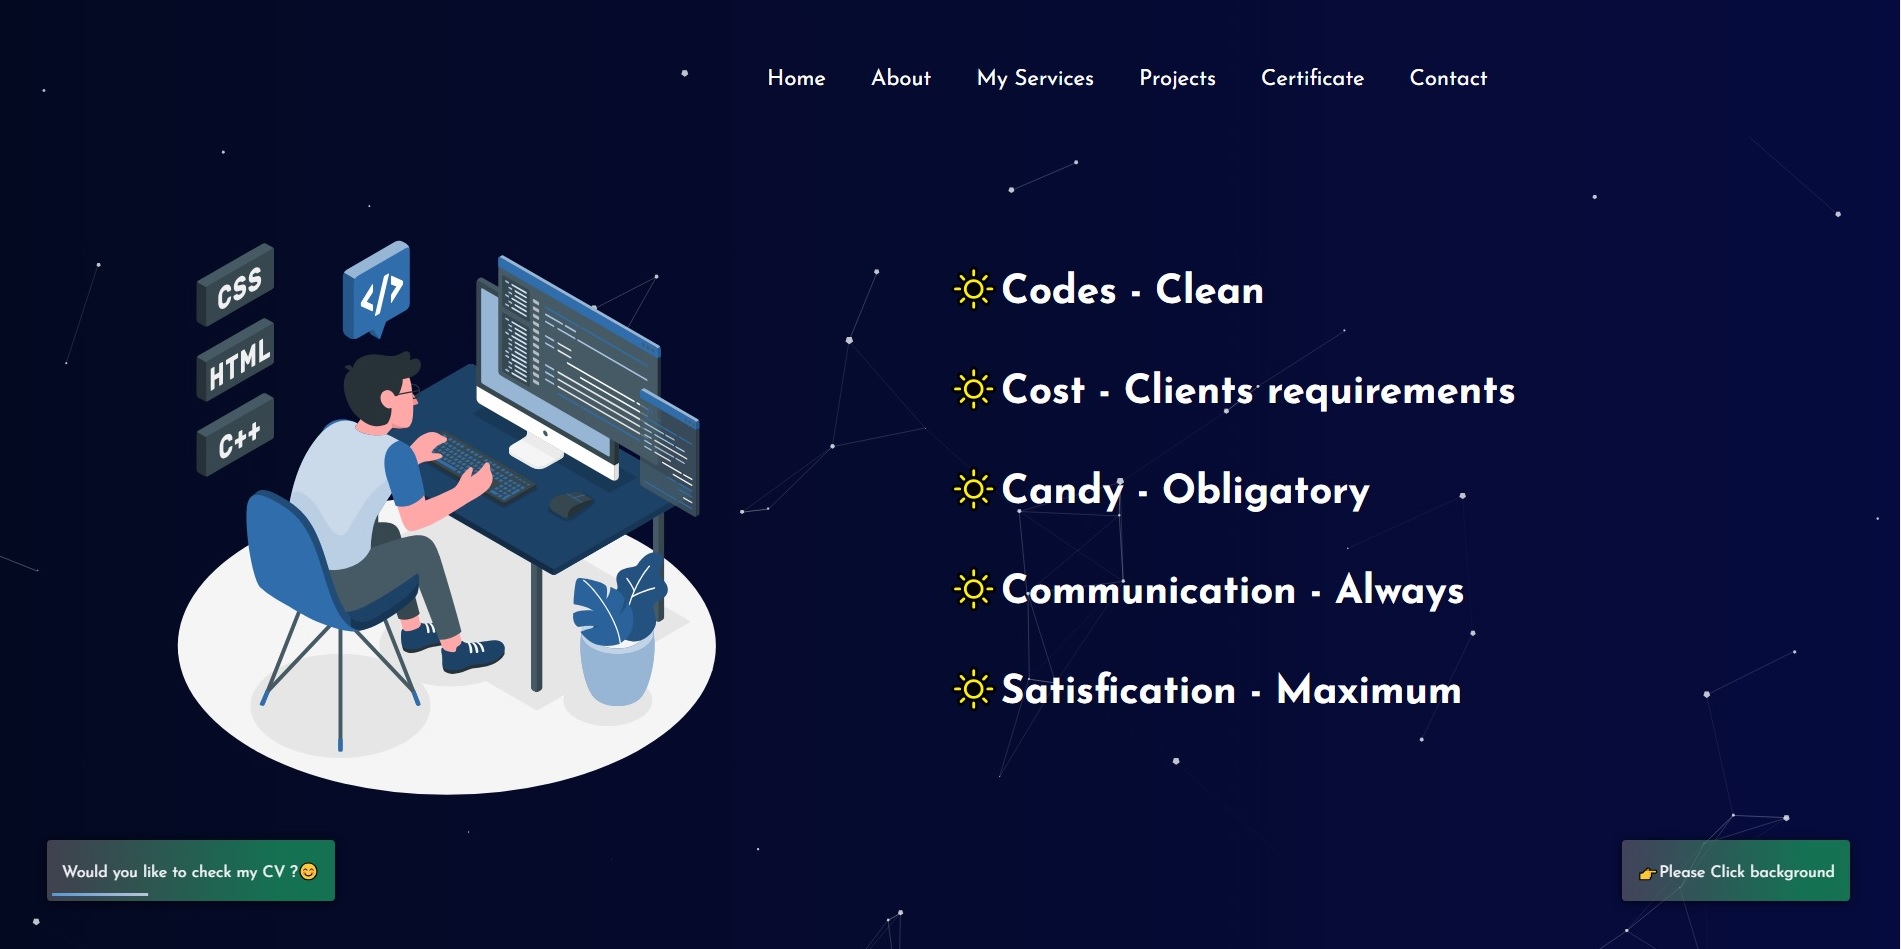 Home About My Services Projects Certificate Contact
CSS
</>
HTML
C++
Codes - Clean
Cost - Clients requirements
Candy - Obligatory
Communication - Always
Satisfication - Maximum
Would you like to check my CV ?😊
👉Please Click background